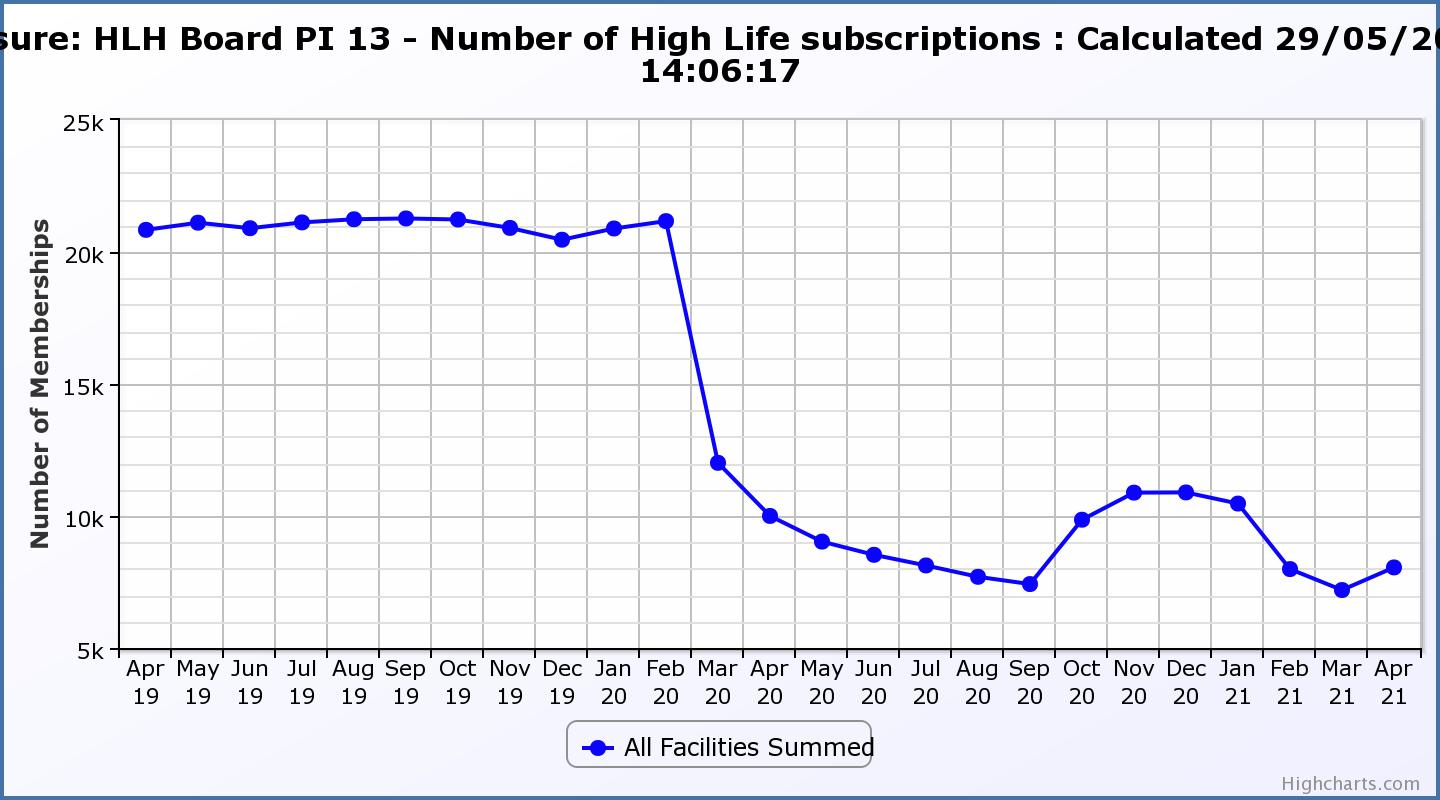 sure: HLH Board PI 13 - Number of High Life subscriptions : Calculated 29/05/20
14:06:17
25k
20k
15k
10k
5k
Number of Memberships
Apr May Jun Jul Aug Sep Oct Nov Dec Jan Feb Mar Apr May Jun Jul Aug Sep Oct Nov Dec Jan Feb Mar Apr
19 19 19 19 19 19 19 19 19 20 20 20 20 20 20 20 20 20 20 20 20 21 21 21 21
All Facilities Summed
Highcharts.com